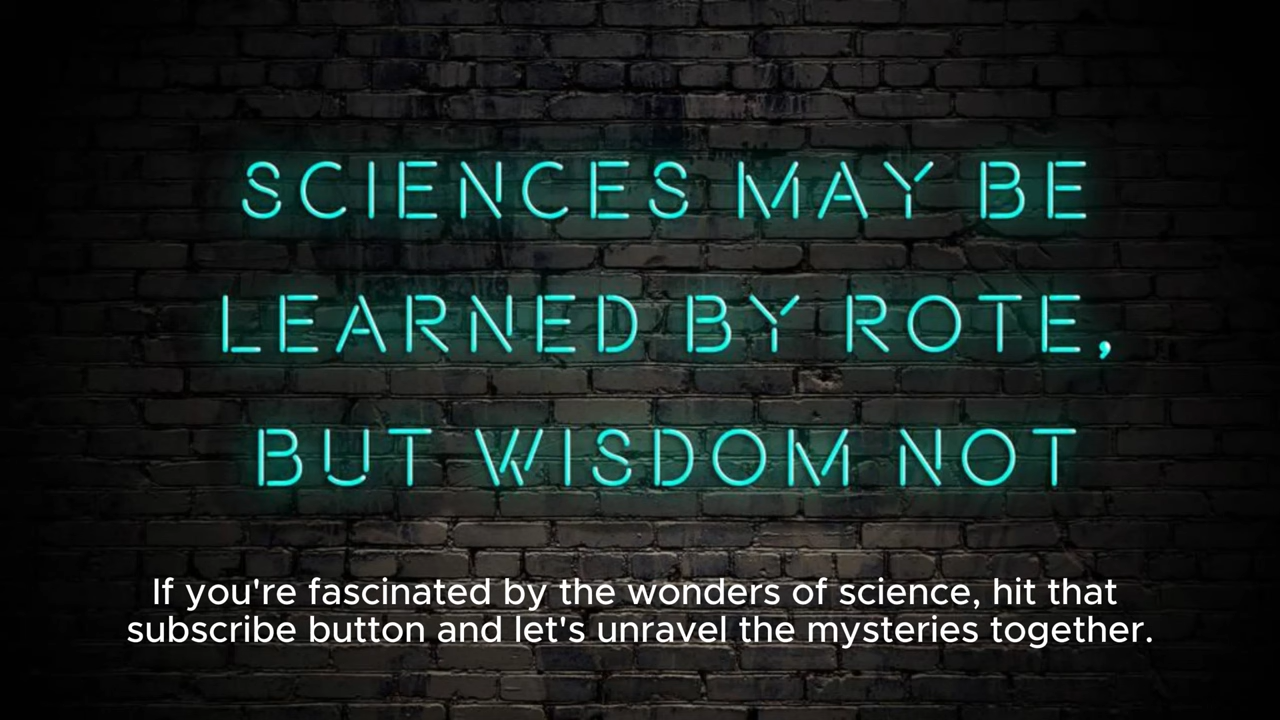 SCIENCES MAY BE
LEARNED BY ROTE,
BUT WISDOM NOT
If you're fascinated by the wonders of science, hit that
subscribe button and let's unravel the mysteries together.